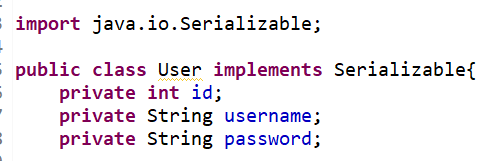 import java.io.Serializable;
public class User implements Serializable{
    private int id;
    private String username;
    private String password;